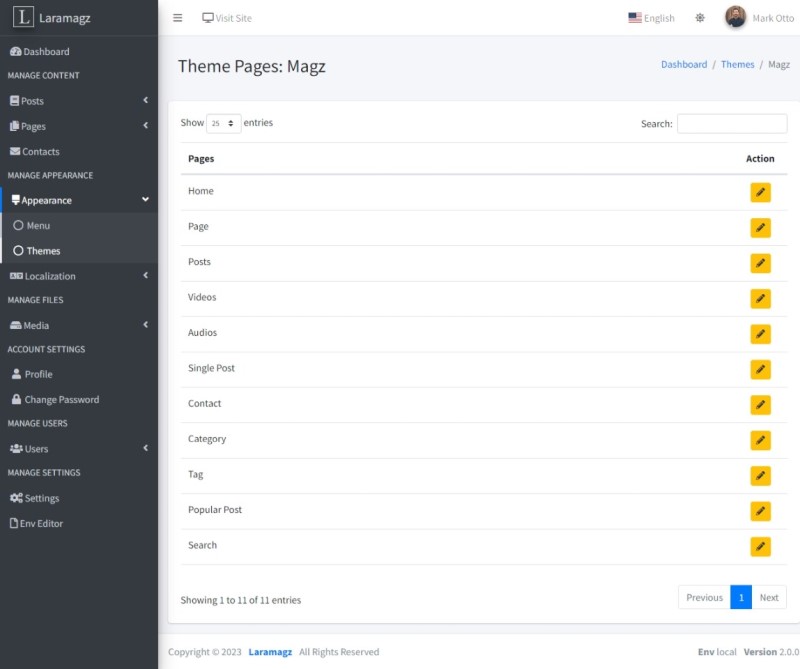 L Laramagz
Visit Site
English
Mark Otto
Dashboard
MANAGE CONTENT
Posts
Pages
Contacts
MANAGE APPEARANCE
Appearance
Menu
Themes
Localization
MANAGE FILES
Media
ACCOUNT SETTINGS
Profile
Change Password
MANAGE USERS
Users
MANAGE SETTINGS
Settings
Env Editor
Theme Pages: Magz
Dashboard / Themes / Magz
Show 25 entries
Search:
Pages Action
Home
Page
Posts
Videos
Audios
Single Post
Contact
Category
Tag
Popular Post
Search
Showing 1 to 11 of 11 entries
Previous 1 Next
Copyright © 2023 Laramagz All Rights Reserved
Env local Version 2.0.0